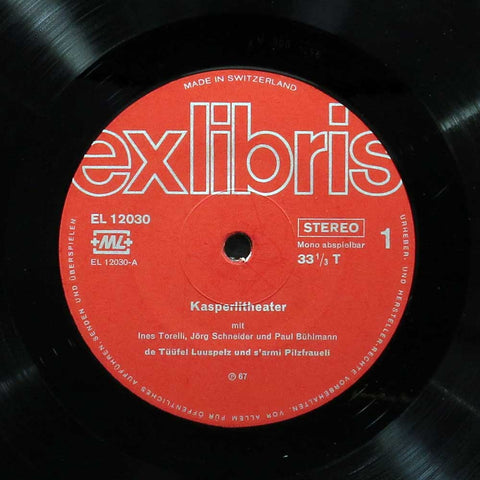 MADE IN SWITZERLAND
exlibris
EL 12030
ML
EL 12030-A
STEREO
Mono abspielbar
33 1/3 T
1
Kasperlitheater
mit
Ines Torelli, Jörg Schneider und Paul Bühlmann
de Tüüfel Luuspelz und s'armi Pilzfraueli
℗ 67
URHEBER- UND HERSTELLER-RECHTE VORBEHALTEN. VOR ALLEM FÜR ÖFFENTLICHES AUFFÜHREN, SENDEN UND ÜBERSPIELEN